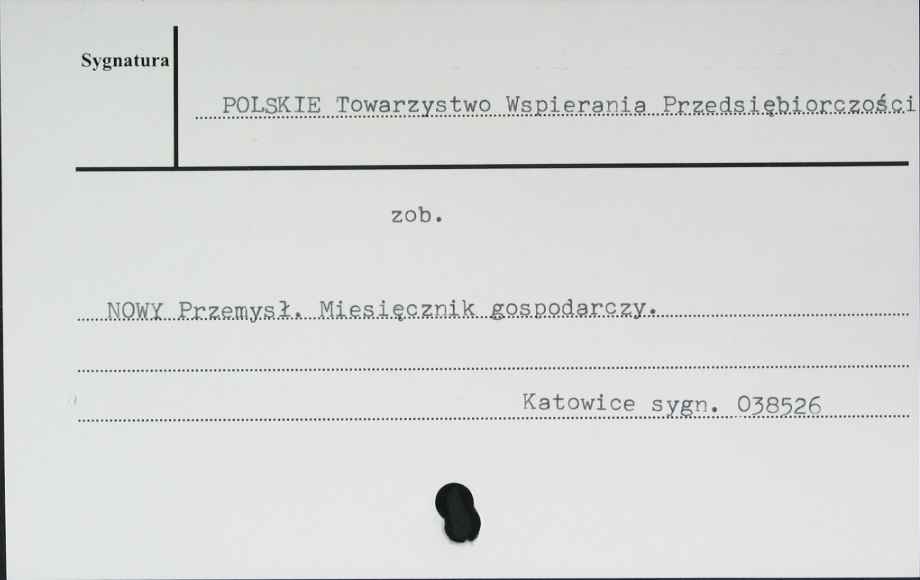 Sygnatura
POLSKIE Towarzystwo Wspierania Przedsiębiorczości
zob.
NOWY Przemysł. Miesięcznik gospodarczy.
Katowice sygn. 038526